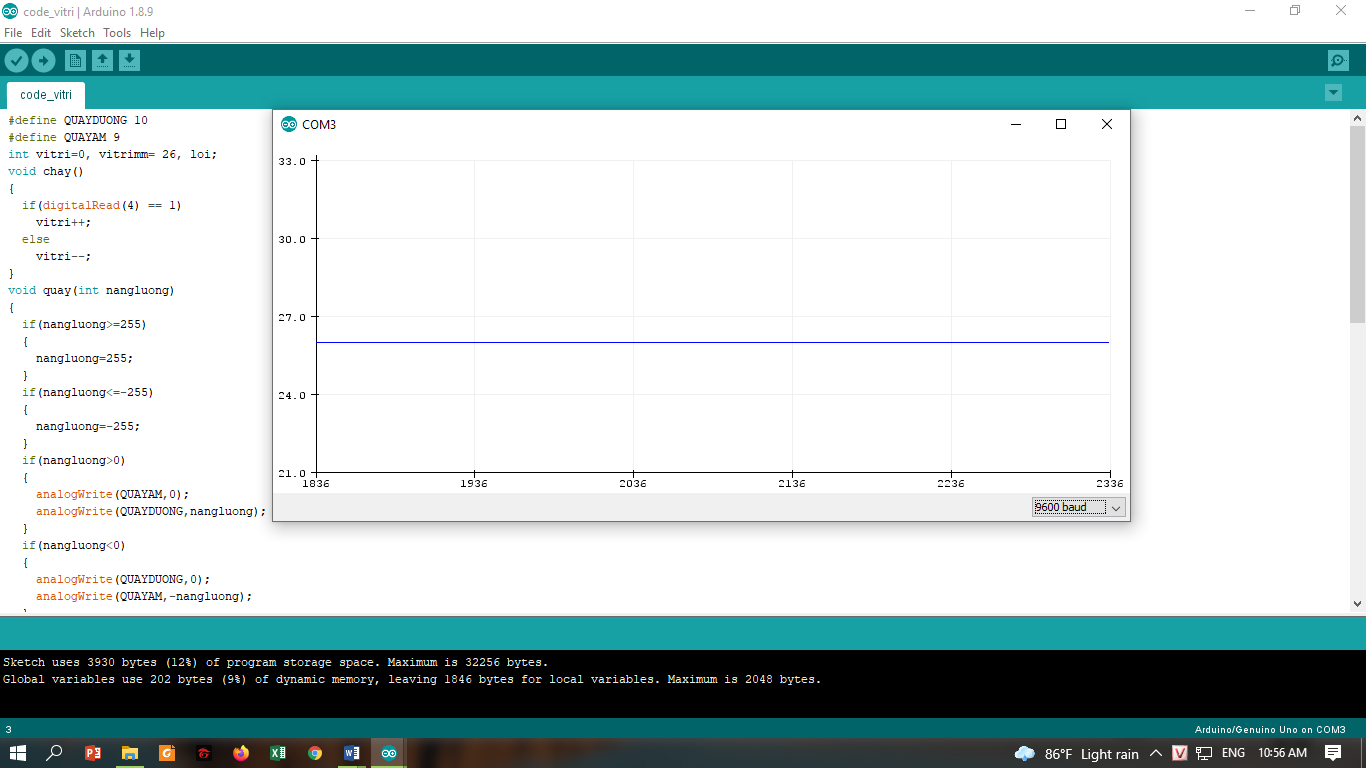 code_vitri | Arduino 1.8.9
File Edit Sketch Tools Help
code_vitri
#define QUAYDUONG 10
#define QUAYAM 9
int vitri=0, vitrimm= 26, loi;
void chay()
{
if(digitalRead(4) == 1)
vitri++;
else
vitri--;
}
void quay(int nangluong)
{
if(nangluong>=255)
{
nangluong=255;
}
if(nangluong<=-255)
{
nangluong=-255;
}
if(nangluong>0)
{
analogWrite(QUAYAM,0);
analogWrite(QUAYDUONG,nangluong);
}
if(nangluong<0)
{
analogWrite(QUAYDUONG,0);
analogWrite(QUAYAM,-nangluong);
COM3
33.0
30.0
27.0
24.0
21.0
1836 1936 2036 2136 2236 2336
9600 baud
Sketch uses 3930 bytes (12%) of program storage space. Maximum is 32256 bytes.
Global variables use 202 bytes (9%) of dynamic memory, leaving 1846 bytes for local variables. Maximum is 2048 bytes.
3 Arduino/Genuino Uno on COM3
86°F Light rain ENG 10:56 AM